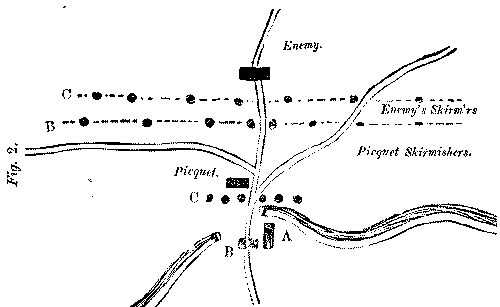 Enemy.
C
Enemy's Skirm'rs
B
Picquet Skirmishers.
Fig. 2.
Picquet.
C
A
B